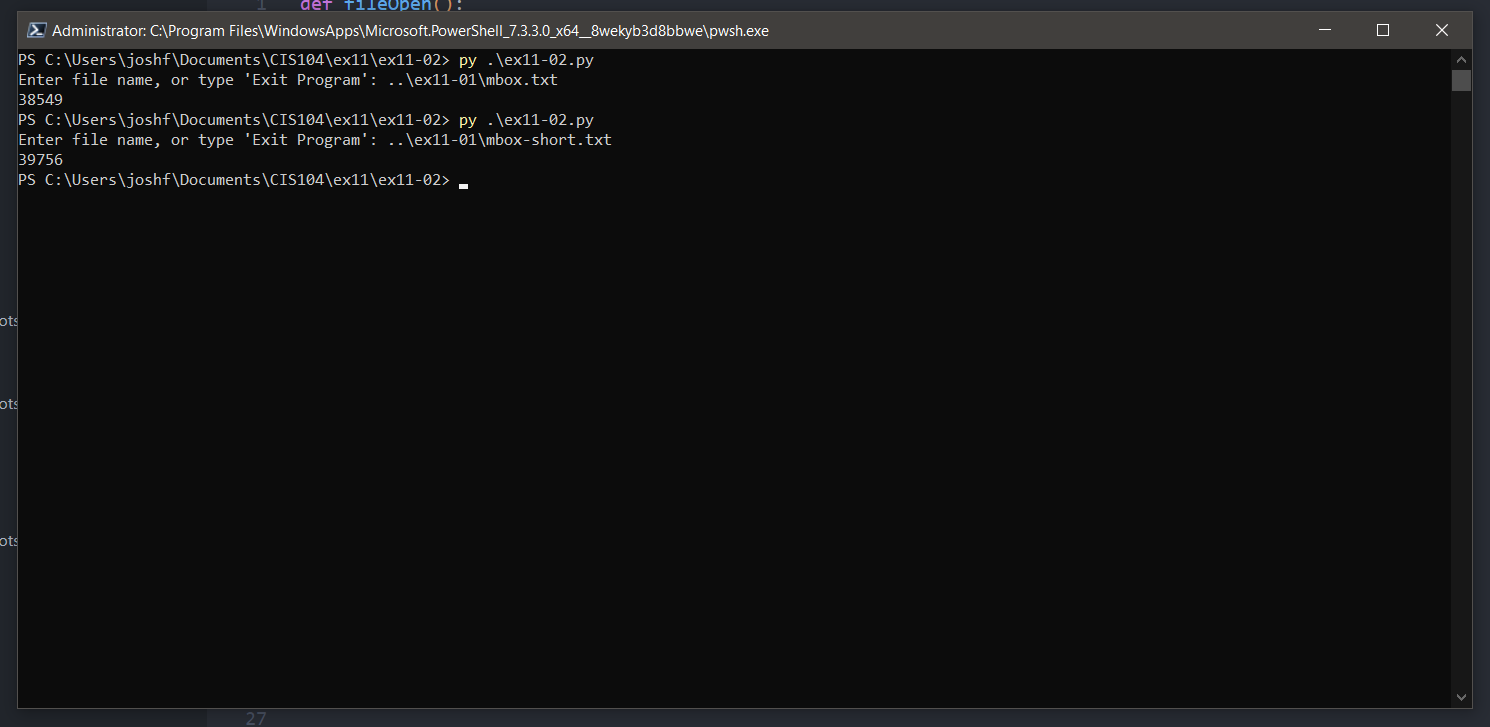 1 def fileOpen():
Administrator: C:\Program Files\WindowsApps\Microsoft.PowerShell_7.3.3.0_x64__8wekyb3d8bbwe\pwsh.exe
PS C:\Users\joshf\Documents\CIS104\ex11\ex11-02> py .\ex11-02.py
Enter file name, or type 'Exit Program': ..\ex11-01\mbox.txt
38549
PS C:\Users\joshf\Documents\CIS104\ex11\ex11-02> py .\ex11-02.py
Enter file name, or type 'Exit Program': ..\ex11-01\mbox-short.txt
39756
PS C:\Users\joshf\Documents\CIS104\ex11\ex11-02>
ots
ots
ots
27